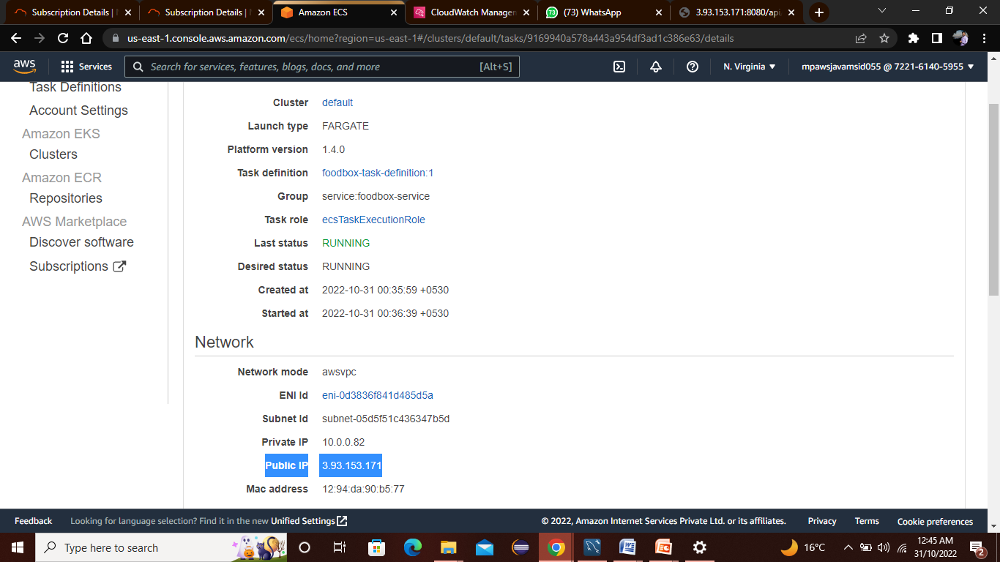 Subscription Details |
Subscription Details |
Amazon ECS
CloudWatch Managem
(73) WhatsApp
3.93.153.171:8080/api
us-east-1.console.aws.amazon.com/ecs/home?region=us-east-1#/clusters/default/tasks/9169940a578a443a954df3ad1c386e63/details
aws Services Search for services, features, blogs, docs, and more [Alt+S] N. Virginia ▼ mpawsjavamsid055 @ 7221-6140-5955 ▼
Task Definitions
Account Settings
Amazon EKS
Clusters
Amazon ECR
Repositories
AWS Marketplace
Discover software
Subscriptions
Cluster default
Launch type FARGATE
Platform version 1.4.0
Task definition foodbox-task-definition:1
Group service:foodbox-service
Task role ecsTaskExecutionRole
Last status RUNNING
Desired status RUNNING
Created at 2022-10-31 00:35:59 +0530
Started at 2022-10-31 00:36:39 +0530
Network
Network mode awsvpc
ENI Id eni-0d3836f841d485d5a
Subnet Id subnet-05d5f51c436347b5d
Private IP 10.0.0.82
Public IP 3.93.153.171
Mac address 12:94:da:90:b5:77
Feedback Looking for language selection? Find it in the new Unified Settings © 2022, Amazon Internet Services Private Ltd. or its affiliates. Privacy Terms Cookie preferences
Type here to search
16°C
12:45 AM
31/10/2022
2